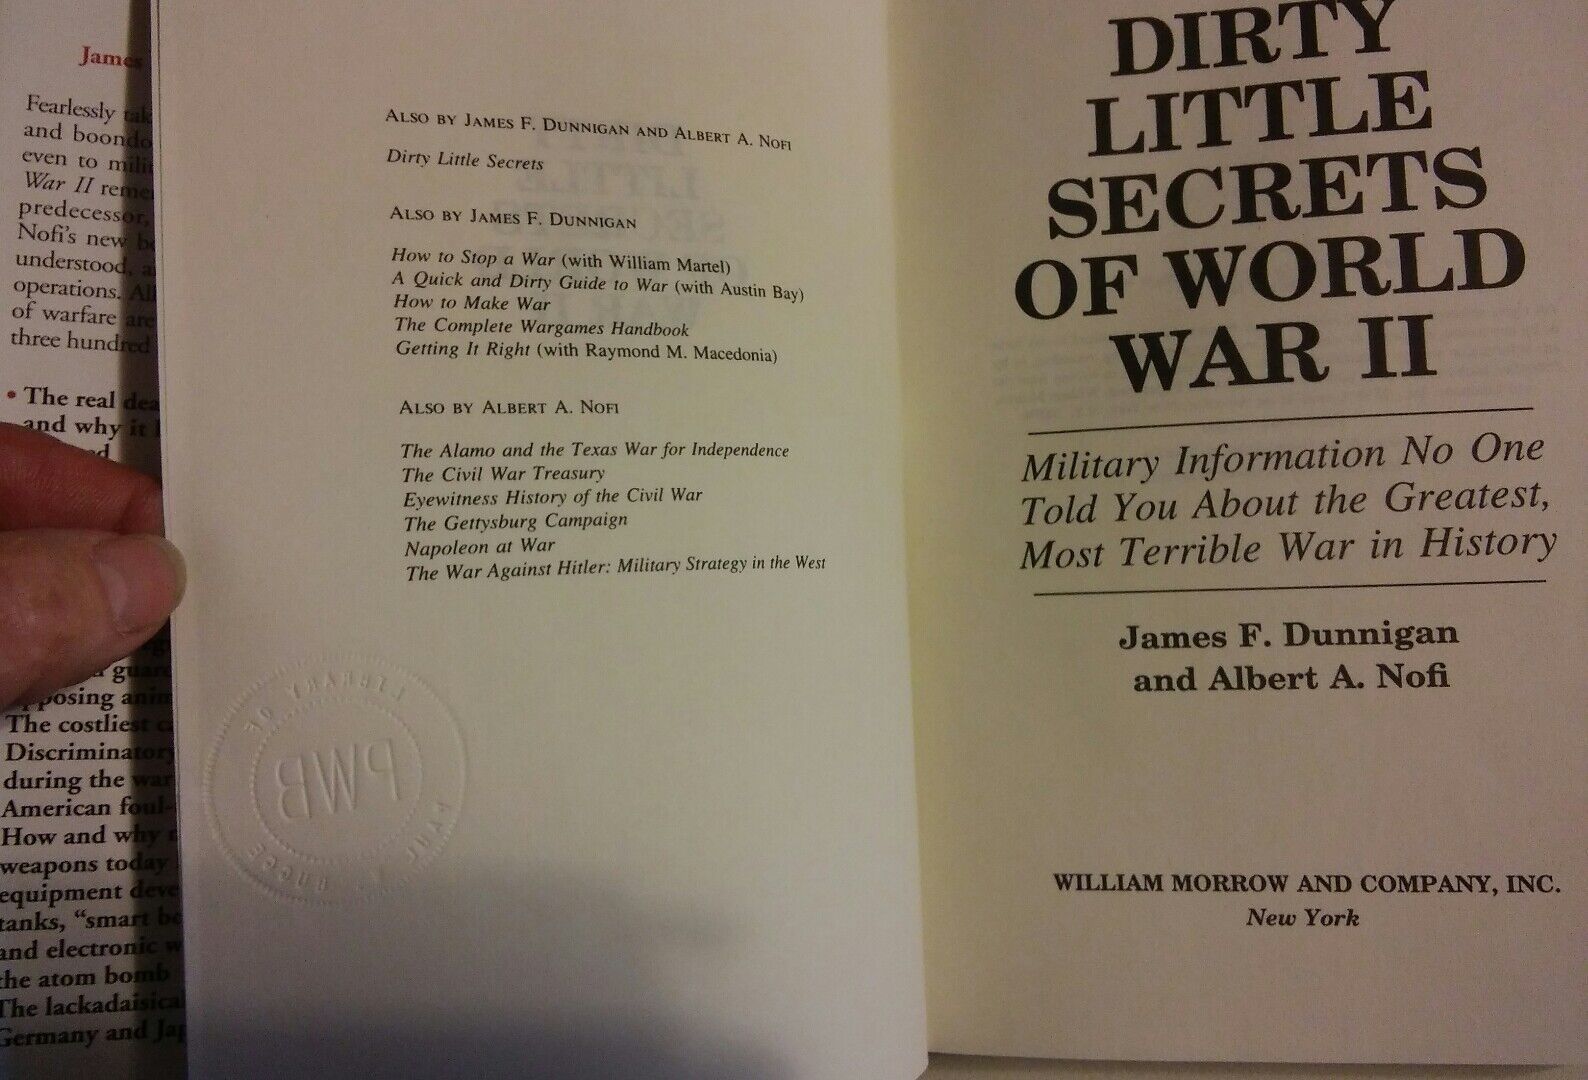 James
Fearlessly
and boondo
even to mili
War II reme
predecessor,
Nofi's new
understood,
operations. All
of warfare are
three hundred
• The real
and why it
opposing
The costliest
Discriminatory
during the war
American foul-
How and why
weapons today
equipment deve
tanks, "smart
and electronic w
the atom bomb
The lackadaisical
Germany and Jap
ALSO BY JAMES F. DUNNIGAN AND ALBERT A. NOFI
Dirty Little Secrets
ALSO BY JAMES F. DUNNIGAN
How to Stop a War (with William Martel)
A Quick and Dirty Guide to War (with Austin Bay)
How to Make War
The Complete Wargames Handbook
Getting It Right (with Raymond M. Macedonia)
ALSO BY ALBERT A. NOFI
The Alamo and the Texas War for Independence
The Civil War Treasury
Eyewitness History of the Civil War
The Gettysburg Campaign
Napoleon at War
The War Against Hitler: Military Strategy in the West
LIBRARY OF
PWB
DIRTY
LITTLE
SECRETS
OF WORLD
WAR II
Military Information No One
Told You About the Greatest,
Most Terrible War in History
James F. Dunnigan
and Albert A. Nofi
WILLIAM MORROW AND COMPANY, INC.
New York